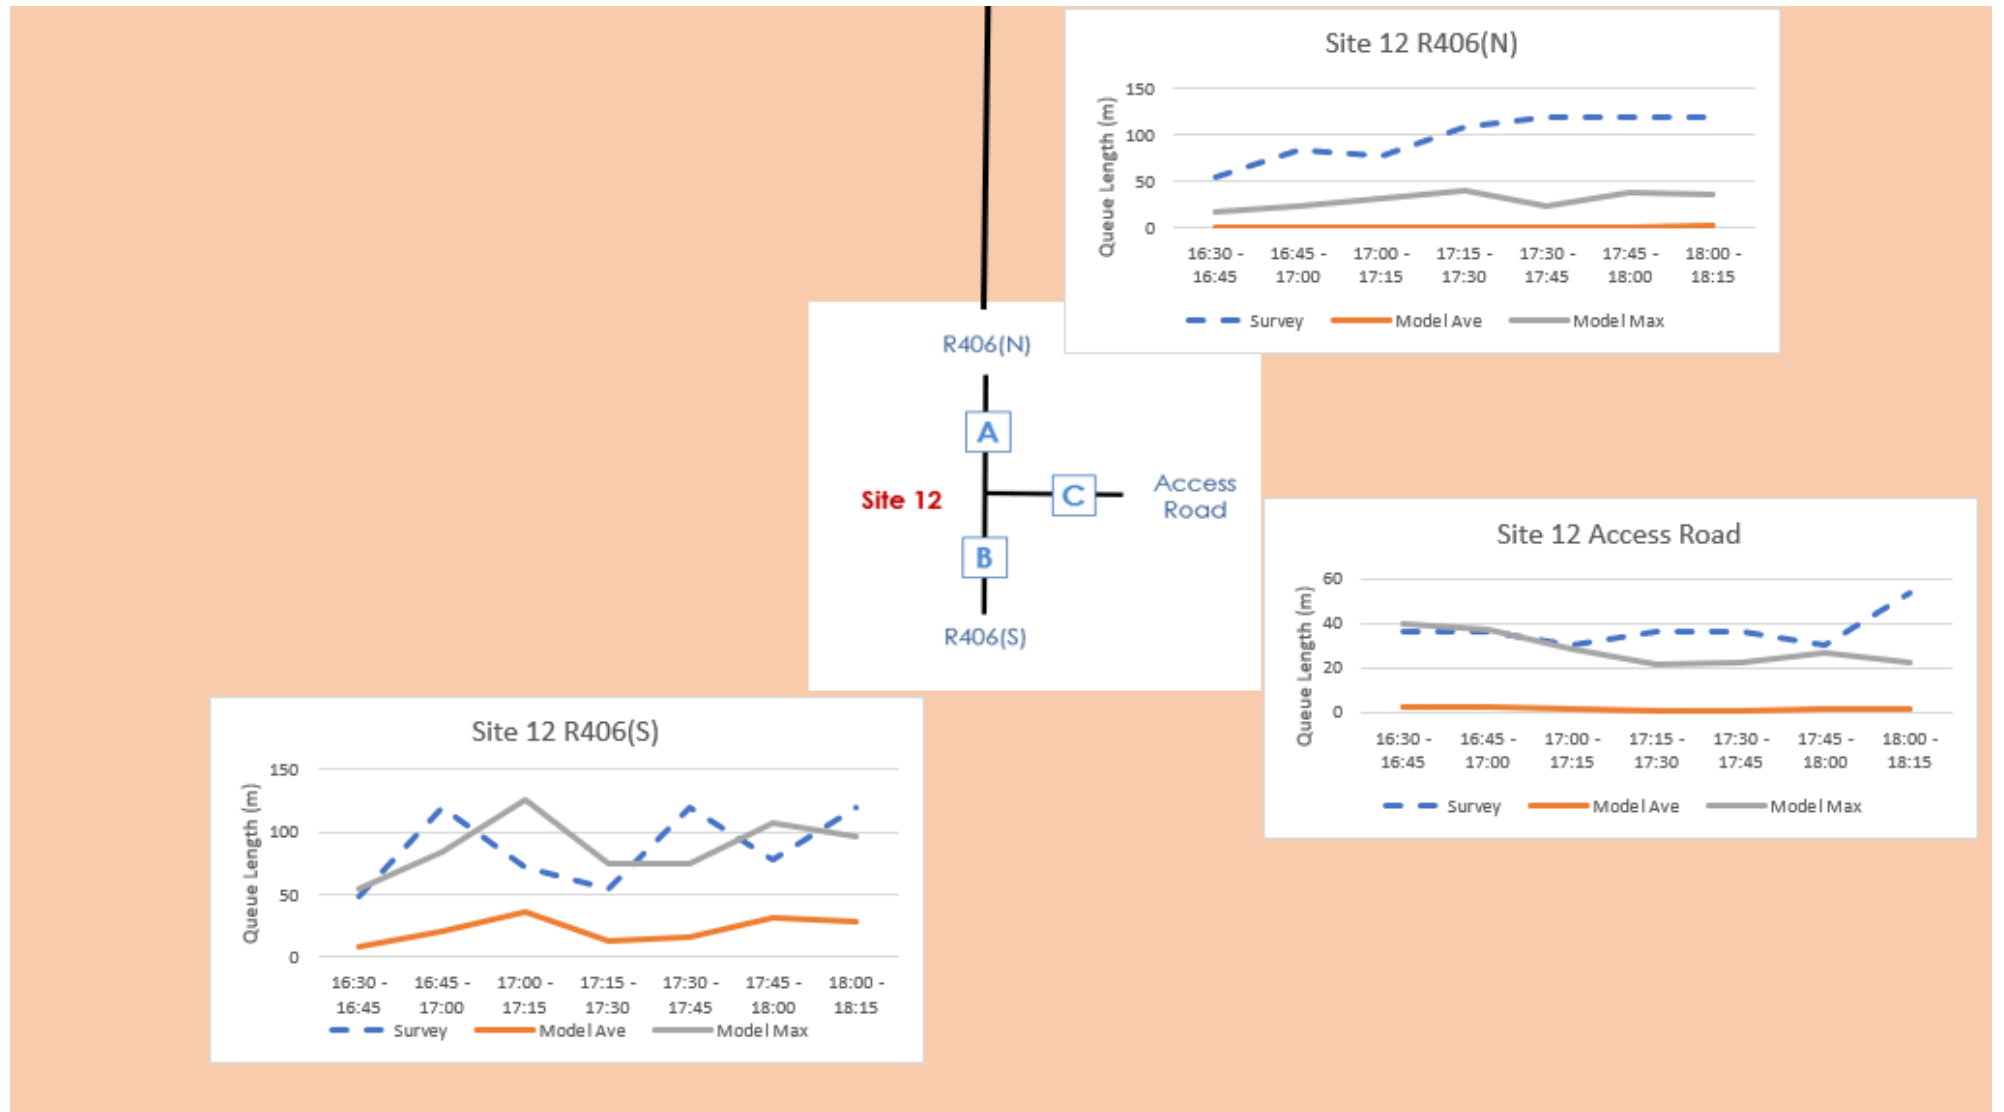 Site 12 R406(N)
Queue Length (m)
150
100
50
0
16:30 - 16:45 - 17:00 - 17:15 - 17:30 - 17:45 - 18:00 -
16:45 17:00 17:15 17:30 17:45 18:00 18:15
Survey Model Ave Model Max
R406(N)
A
Site 12
C
Access
Road
B
R406(S)
Site 12 Access Road
Queue Length (m)
60
40
20
0
16:30 - 16:45 - 17:00 - 17:15 - 17:30 - 17:45 - 18:00 -
16:45 17:00 17:15 17:30 17:45 18:00 18:15
Survey Model Ave Model Max
Site 12 R406(S)
Queue Length (m)
150
100
50
0
16:30 - 16:45 - 17:00 - 17:15 - 17:30 - 17:45 - 18:00 -
16:45 17:00 17:15 17:30 17:45 18:00 18:15
Survey Model Ave Model Max